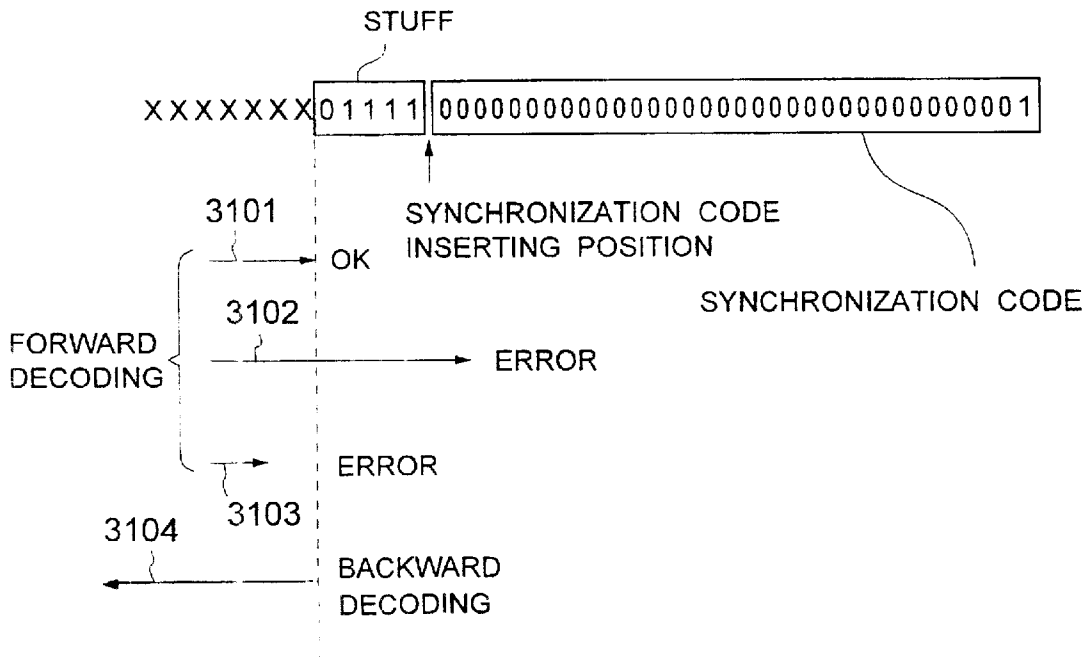 STUFF
XXXXXXX01111 00000000000000000000000000000001
3101
SYNCHRONIZATION CODE
INSERTING POSITION
OK
SYNCHRONIZATION CODE
3102
FORWARD
DECODING
ERROR
ERROR
3103
3104
BACKWARD
DECODING